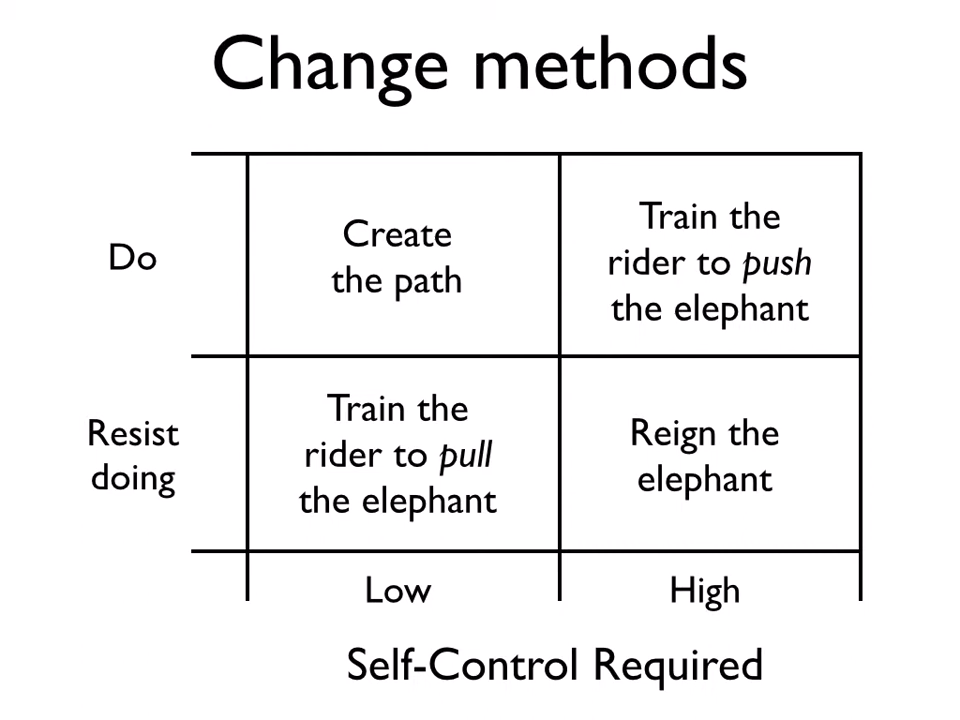 Change methods
Do
Create
the path
Train the
rider to push
the elephant
Resist
doing
Train the
rider to pull
the elephant
Reign the
elephant
Low
High
Self-Control Required